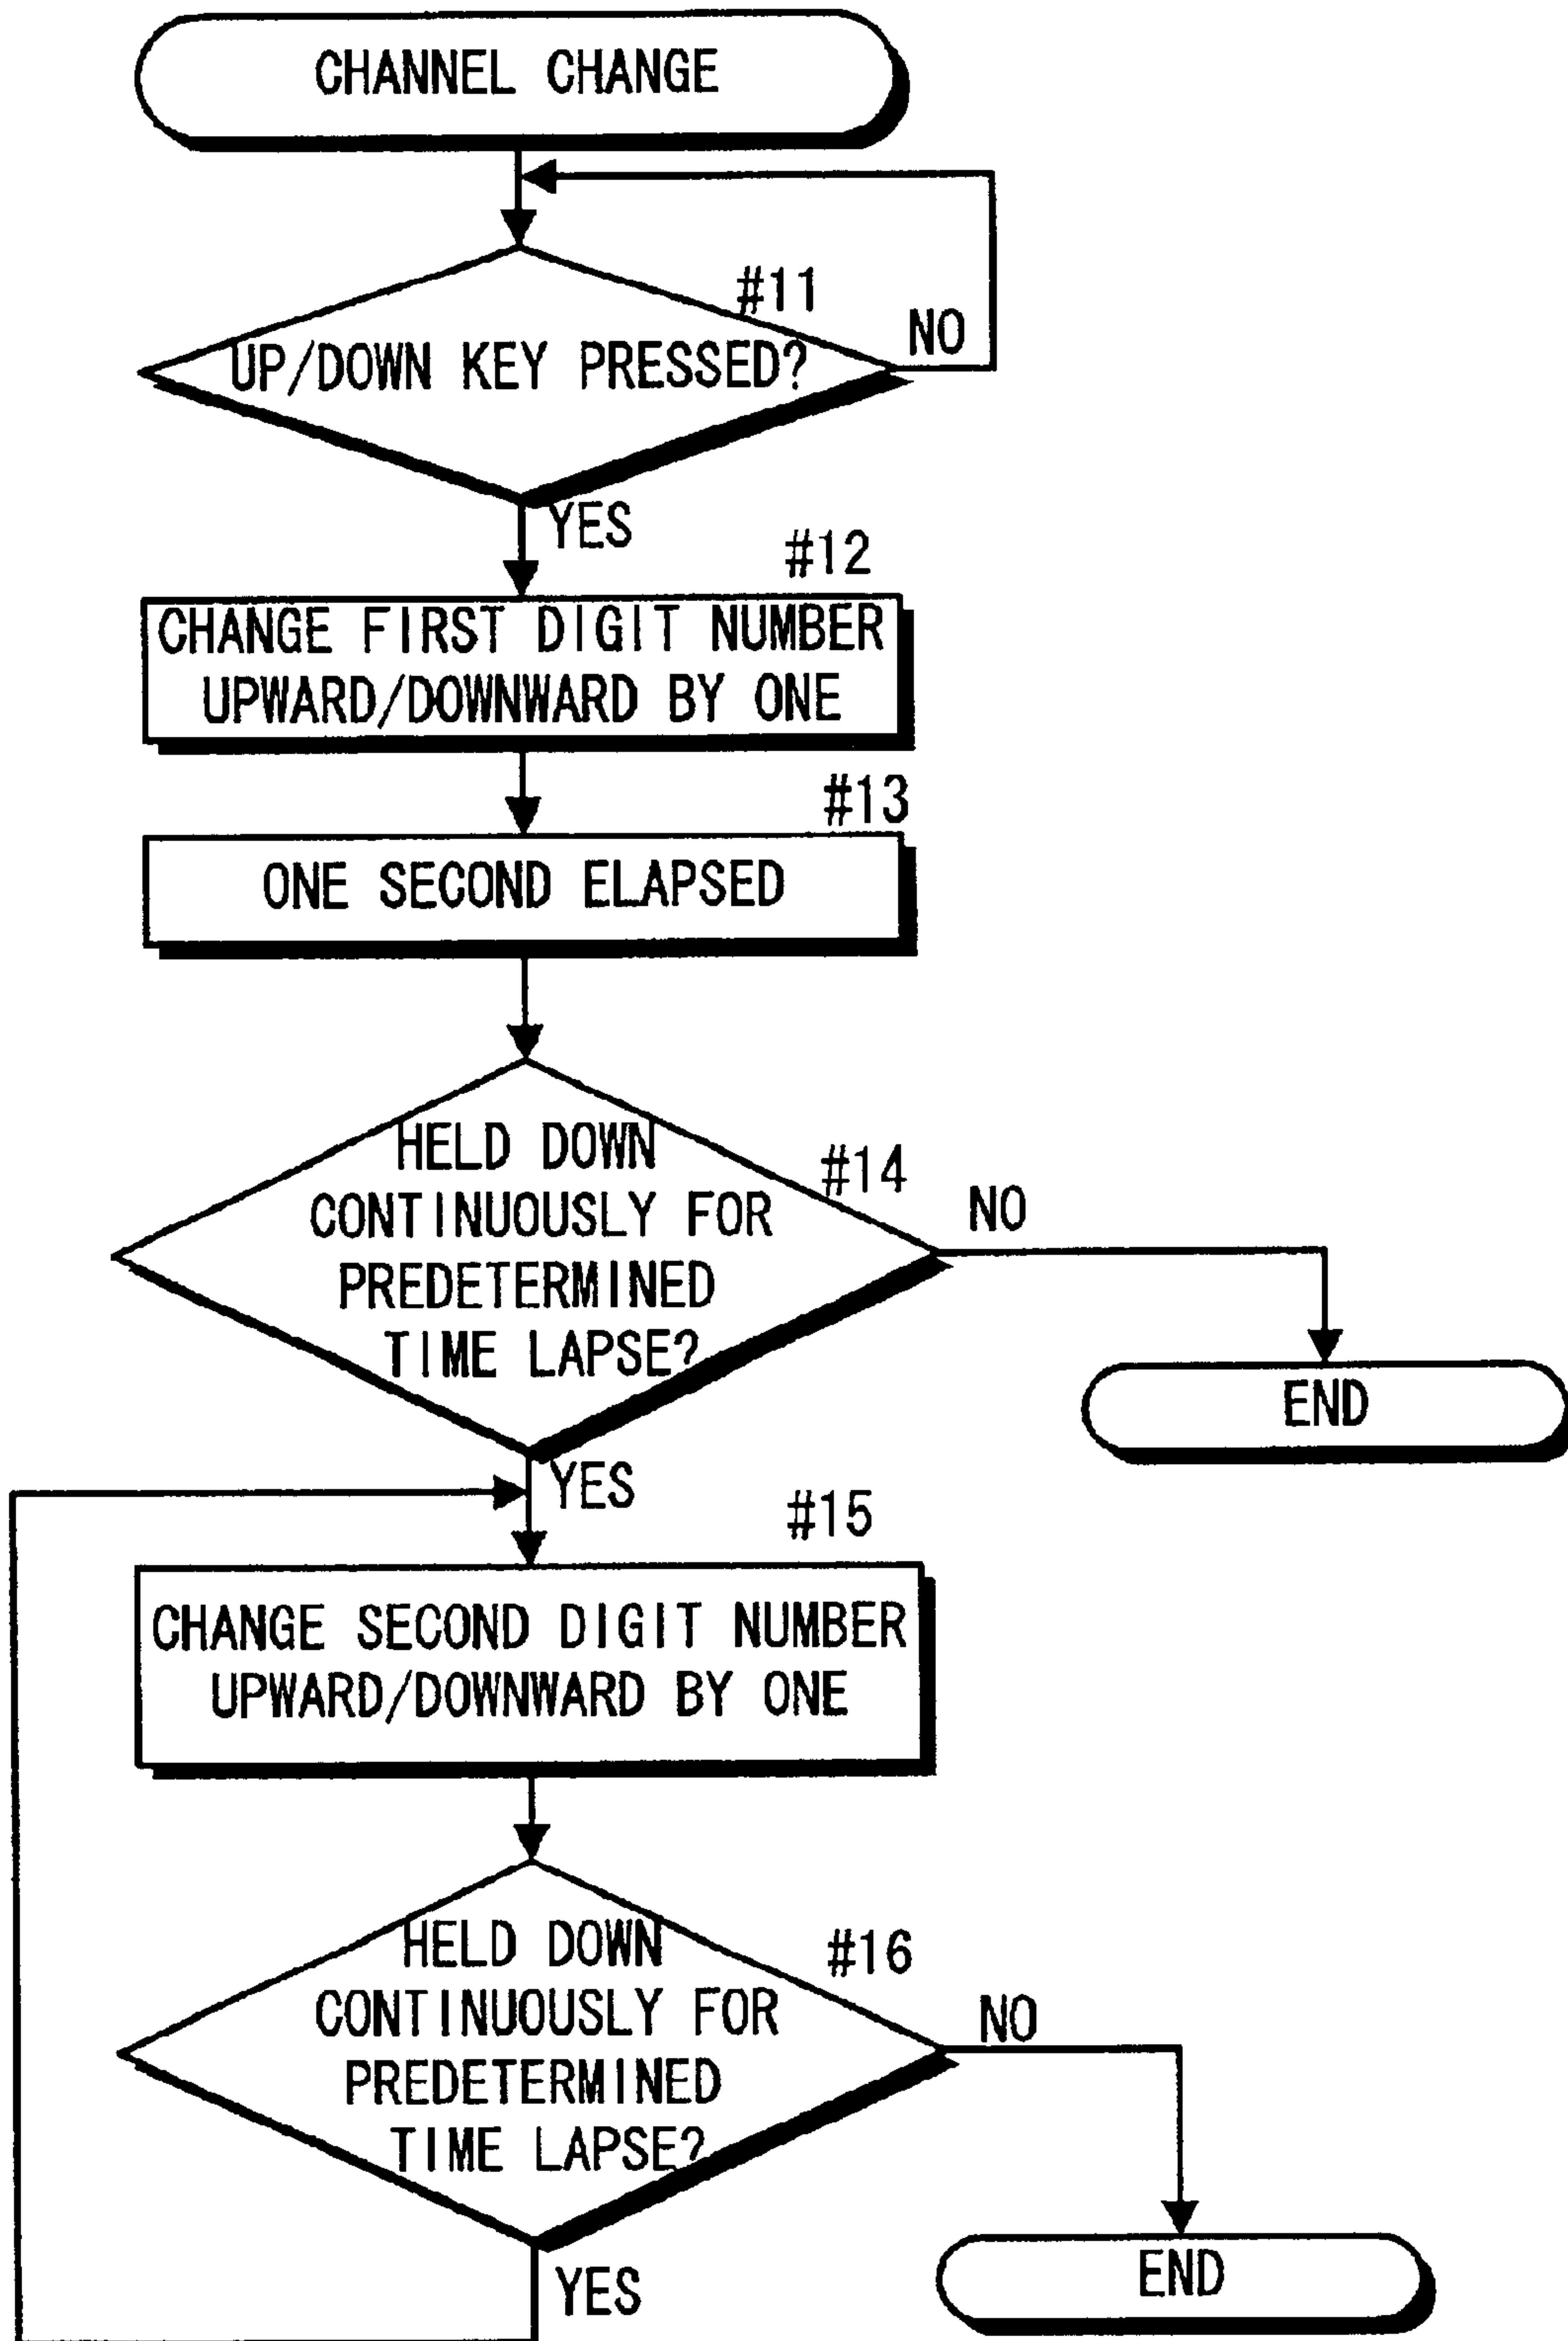 CHANNEL CHANGE
#11
UP/DOWN KEY PRESSED?
NO
YES
#12
CHANGE FIRST DIGIT NUMBER
UPWARD/DOWNWARD BY ONE
#13
ONE SECOND ELAPSED
HELD DOWN
CONTINUOUSLY FOR
PREDETERMINED
TIME LAPSE?
#14
NO
END
YES
#15
CHANGE SECOND DIGIT NUMBER
UPWARD/DOWNWARD BY ONE
HELD DOWN
CONTINUOUSLY FOR
PREDETERMINED
TIME LAPSE?
#16
NO
END
YES